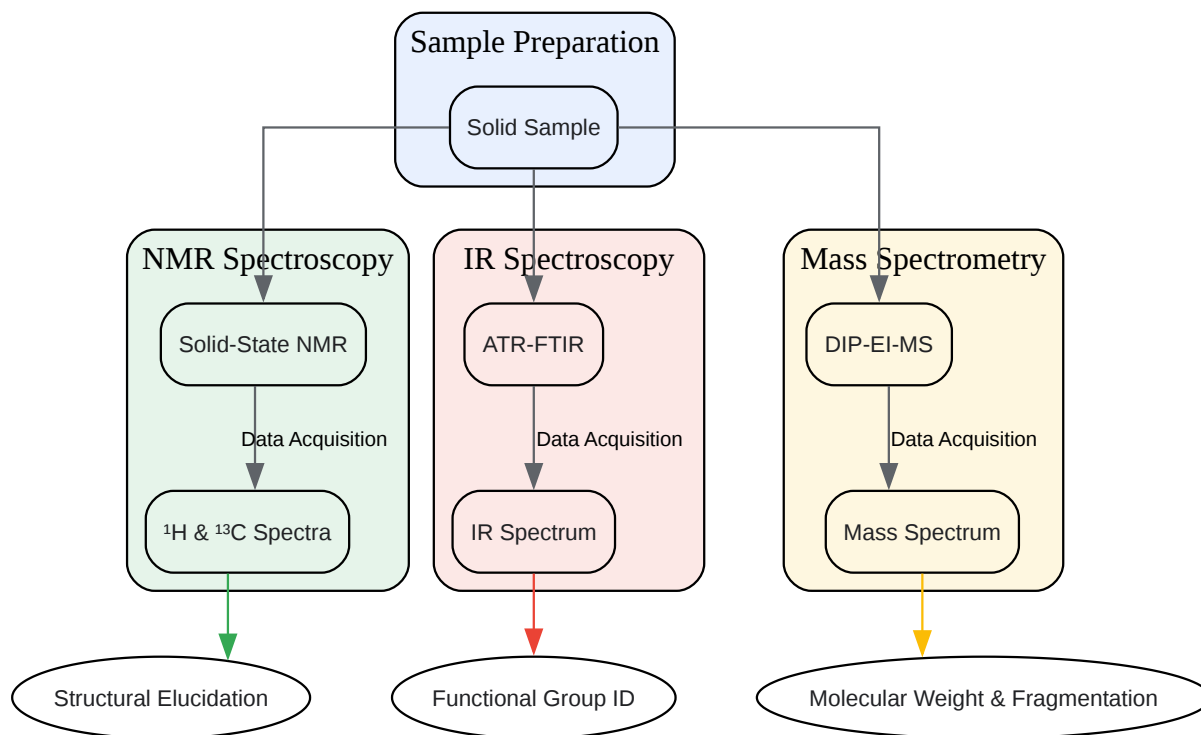 Sample Preparation
Solid Sample
NMR Spectroscopy
IR Spectroscopy
Mass Spectrometry
Solid-State NMR
ATR-FTIR
DIP-EI-MS
Data Acquisition
Data Acquisition
Data Acquisition
¹H & ¹³C Spectra
IR Spectrum
Mass Spectrum
Structural Elucidation
Functional Group ID
Molecular Weight & Fragmentation